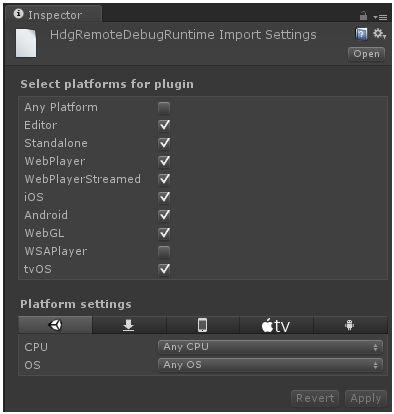 Inspector
HdgRemoteDebugRuntime Import Settings
Open
Select platforms for plugin
Any Platform
Editor
Standalone
WebPlayer
WebPlayerStreamed
iOS
Android
WebGL
WSAPlayer
tvOS
Platform settings
tv
CPU Any CPU
OS Any OS
Revert Apply